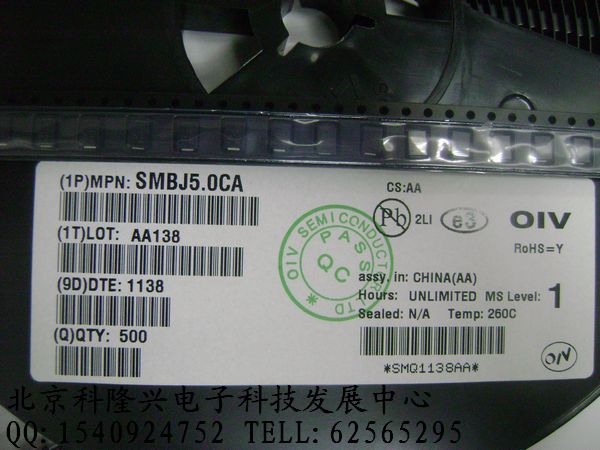 (1P)MPN: SMBJ5.0CA
(1T)LOT: AA138
(9D)DTE: 1138
(Q)QTY: 500
CS:AA
Pb 2LI e3 OIV
RoHS=Y
OIV SEMICONDUCTOR LTD *
PASS
QC
assy. in: CHINA(AA)
Hours: UNLIMITED MS Level: 1
Sealed: N/A Temp: 260C
*SMQ1138AA*
OIV
北京科隆兴电子科技发展中心
QQ: 1540924752 TELL: 62565295